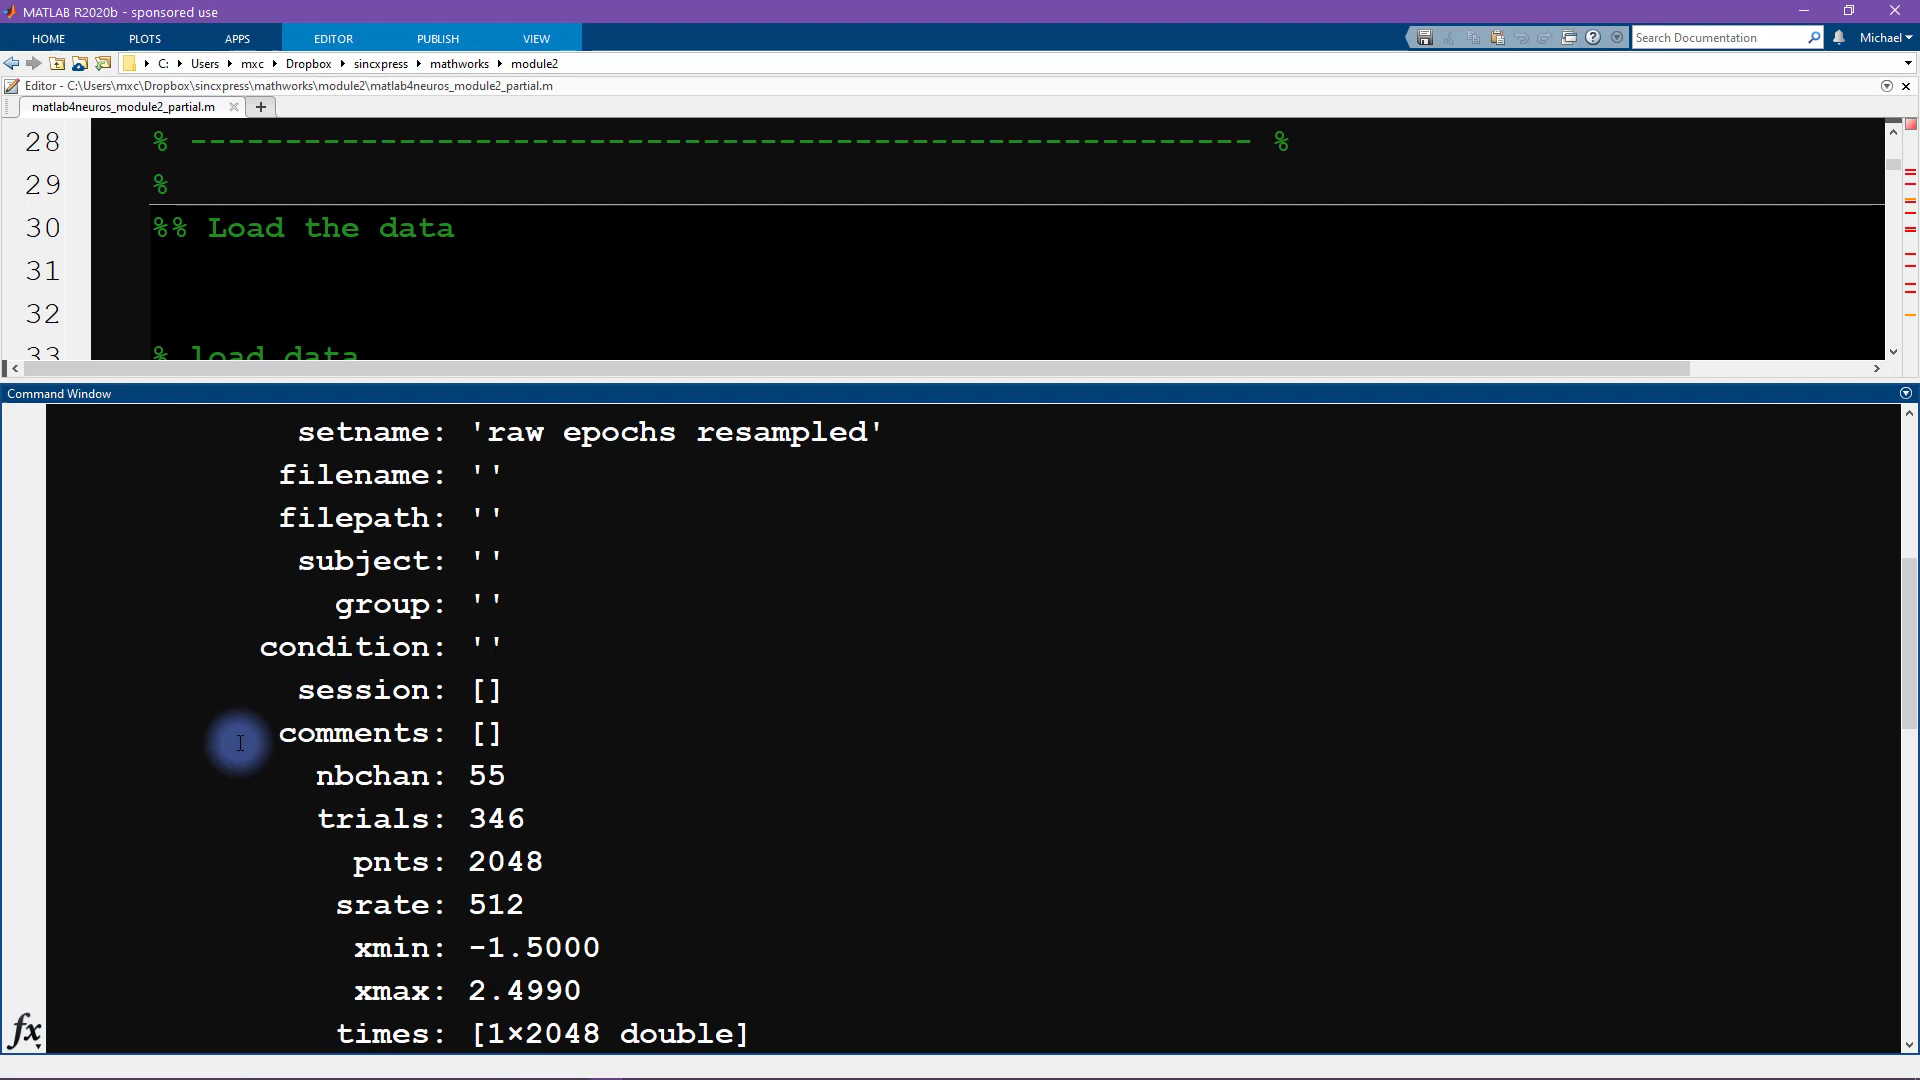 MATLAB R2020b - sponsored use
HOME PLOTS APPS EDITOR PUBLISH VIEW Search Documentation Michael
C: Users mxc Dropbox sincxpress mathworks module2
Editor - C:\Users\mxc\Dropbox\sincxpress\mathworks\module2\matlab4neuros_module2_partial.m
matlab4neuros_module2_partial.m
28 % --------------------------------------------------------- %
29 %
30 %% Load the data
31
32
33 % load data
Command Window
setname: 'raw epochs resampled'
filename: ''
filepath: ''
subject: ''
group: ''
condition: ''
session: []
comments: []
nbchan: 55
trials: 346
pnts: 2048
srate: 512
xmin: -1.5000
xmax: 2.4990
times: [1×2048 double]
fx